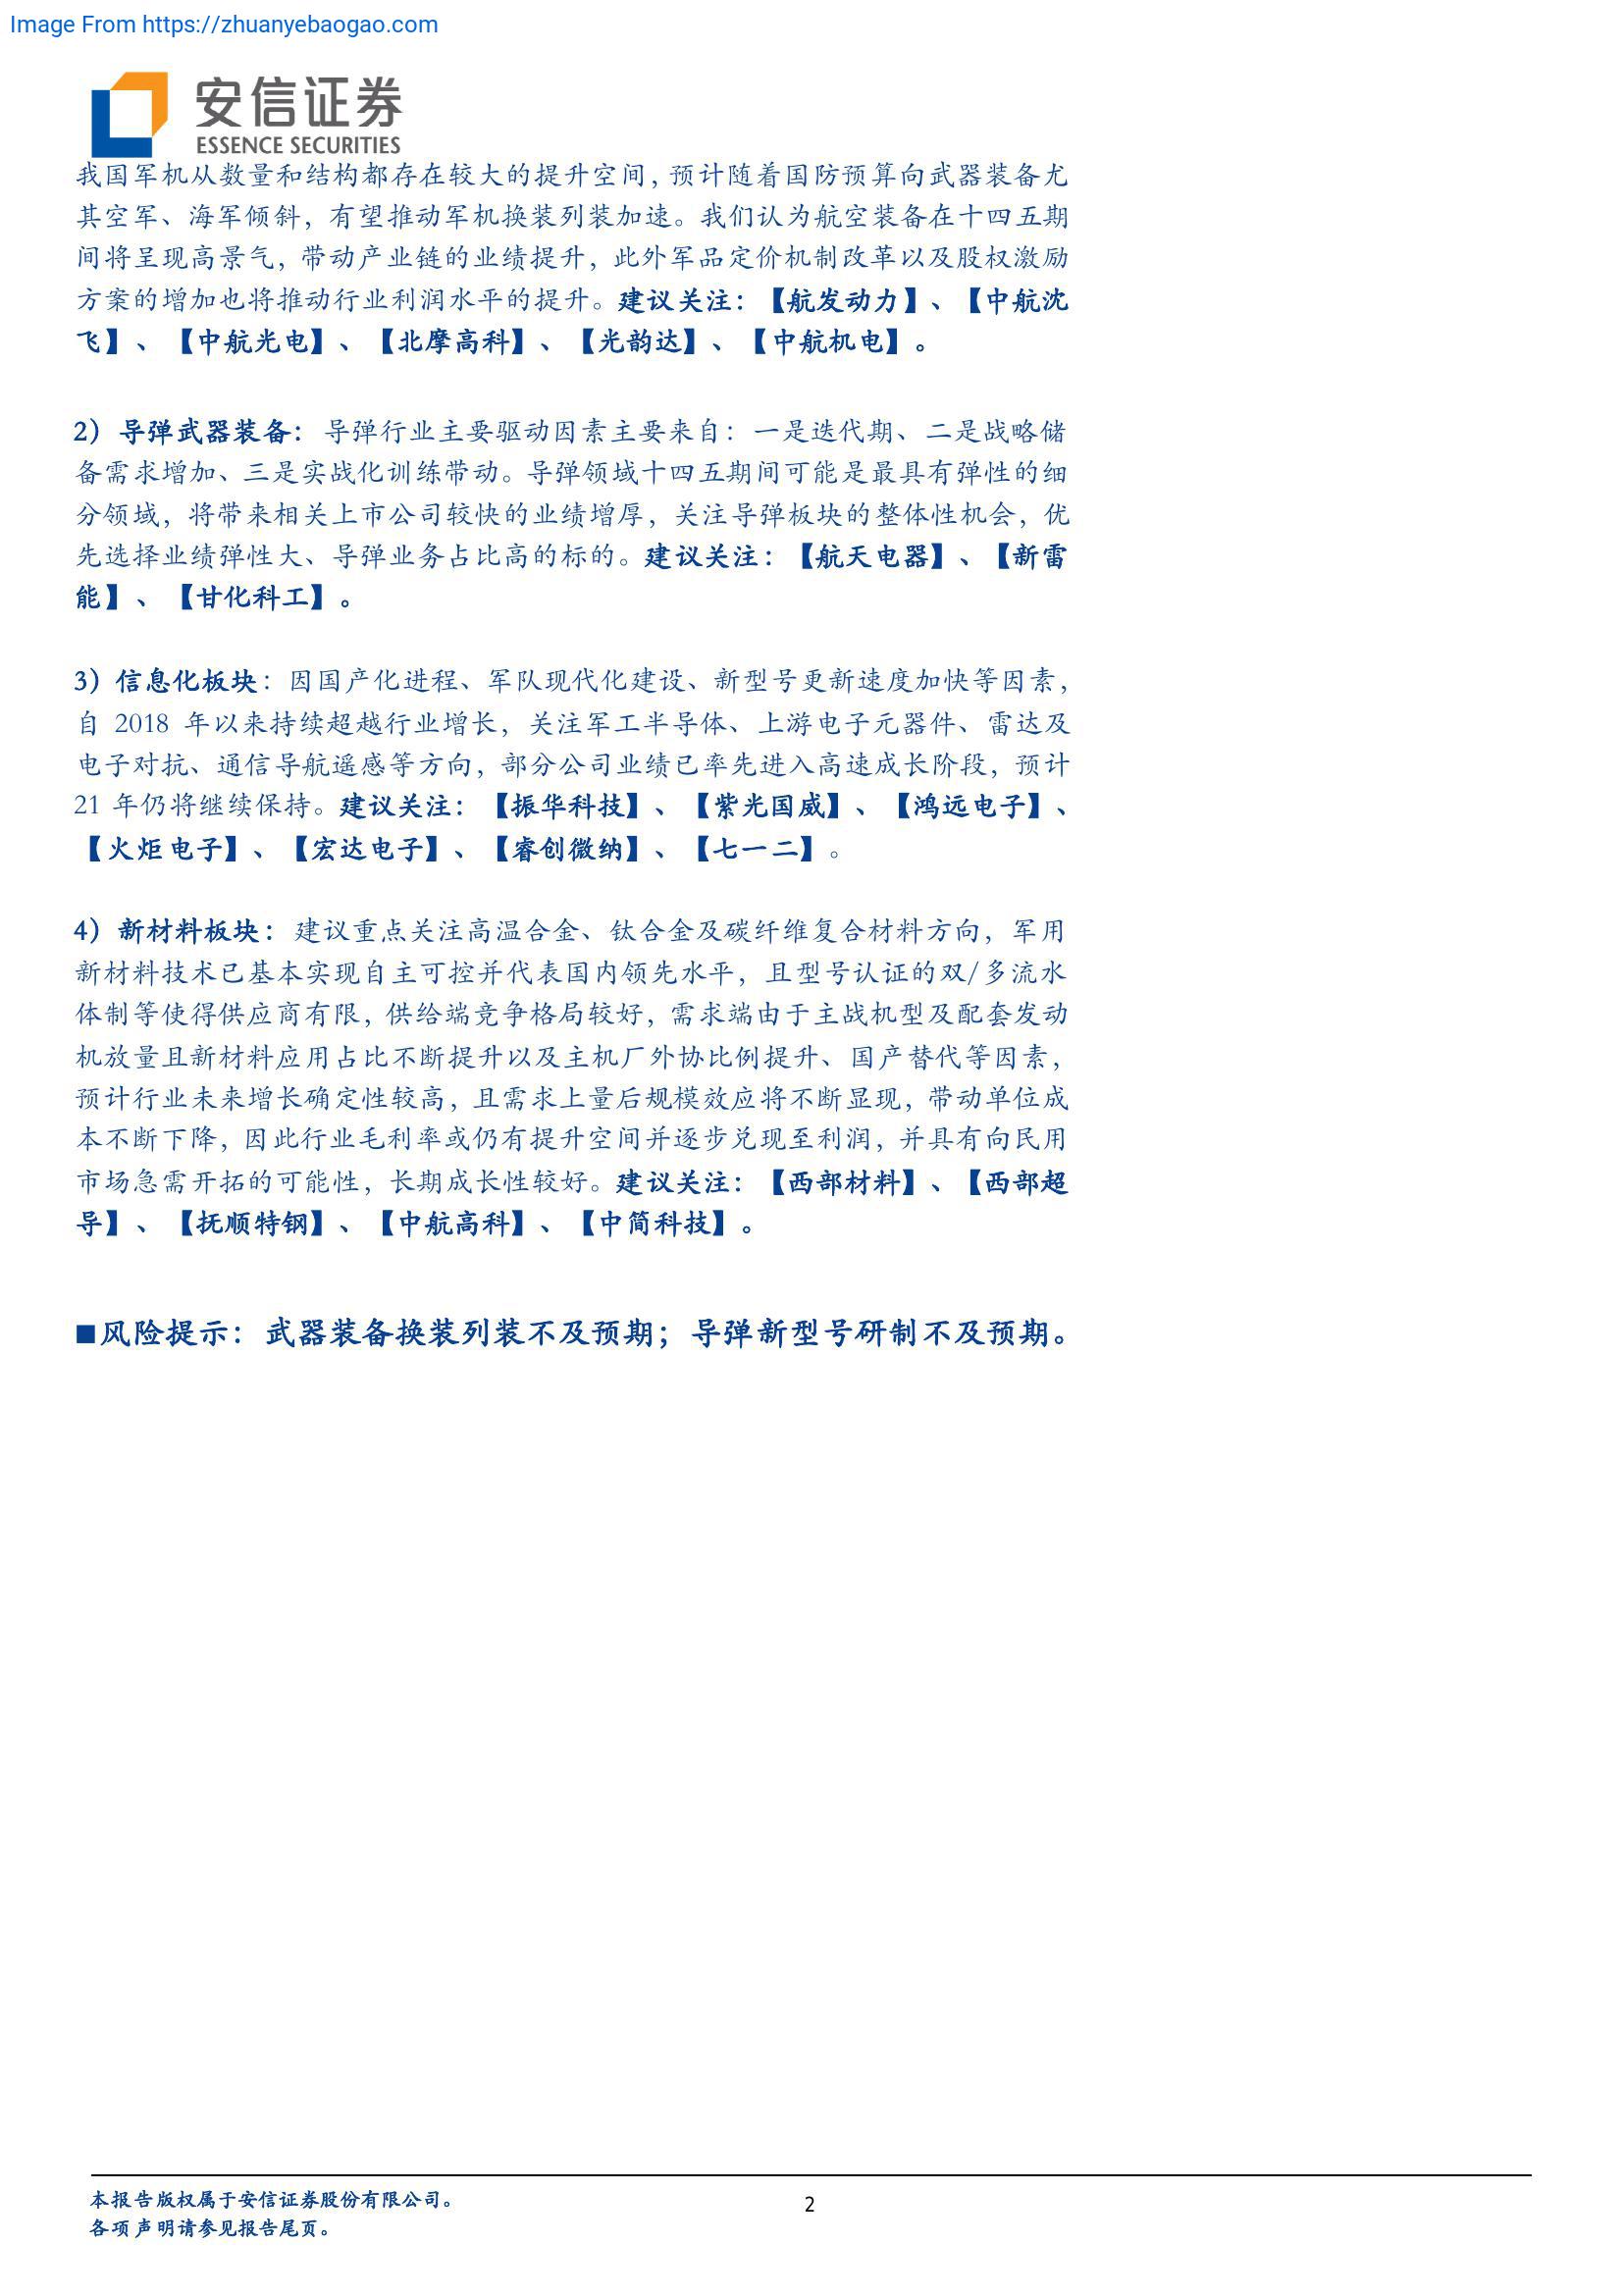 Image From https://zhuanyebaogao.com
安信证券
ESSENCE SECURITIES
我国军机从数量和结构都存在较大的提升空间，预计随着国防预算向武器装备尤
其空军、海军倾斜，有望推动军机换装列装加速。我们认为航空装备在十四五期
间将呈现高景气，带动产业链的业绩提升，此外军品定价机制改革以及股权激励
方案的增加也将推动行业利润水平的提升。建议关注：【航发动力】、【中航沈
飞】、【中航光电】、【北摩高科】、【光韵达】、【中航机电】。
2）导弹武器装备：导弹行业主要驱动因素主要来自：一是迭代期、二是战略储
备需求增加、三是实战化训练带动。导弹领域十四五期间可能是最具有弹性的细
分领域，将带来相关上市公司较快的业绩增厚，关注导弹板块的整体性机会，优
先选择业绩弹性大、导弹业务占比高的标的。建议关注：【航天电器】、【新雷
能】、【甘化科工】。
3）信息化板块：因国产化进程、军队现代化建设、新型号更新速度加快等因素，
自 2018 年以来持续超越行业增长，关注军工半导体、上游电子元器件、雷达及
电子对抗、通信导航遥感等方向，部分公司业绩已率先进入高速成长阶段，预计
21 年仍将继续保持。建议关注：【振华科技】、【紫光国威】、【鸿远电子】、
【火炬电子】、【宏达电子】、【睿创微纳】、【七一二】。
4）新材料板块：建议重点关注高温合金、钛合金及碳纤维复合材料方向，军用
新材料技术已基本实现自主可控并代表国内领先水平，且型号认证的双/多流水
体制等使得供应商有限，供给端竞争格局较好，需求端由于主战机型及配套发动
机放量且新材料应用占比不断提升以及主机厂外协比例提升、国产替代等因素，
预计行业未来增长确定性较高，且需求上量后规模效应将不断显现，带动单位成
本不断下降，因此行业毛利率或仍有提升空间并逐步兑现至利润，并具有向民用
市场急需开拓的可能性，长期成长性较好。建议关注：【西部材料】、【西部超
导】、【抚顺特钢】、【中航高科】、【中简科技】。
■风险提示：武器装备换装列装不及预期；导弹新型号研制不及预期。
本报告版权属于安信证券股份有限公司。
2
各项声明请参见报告尾页。